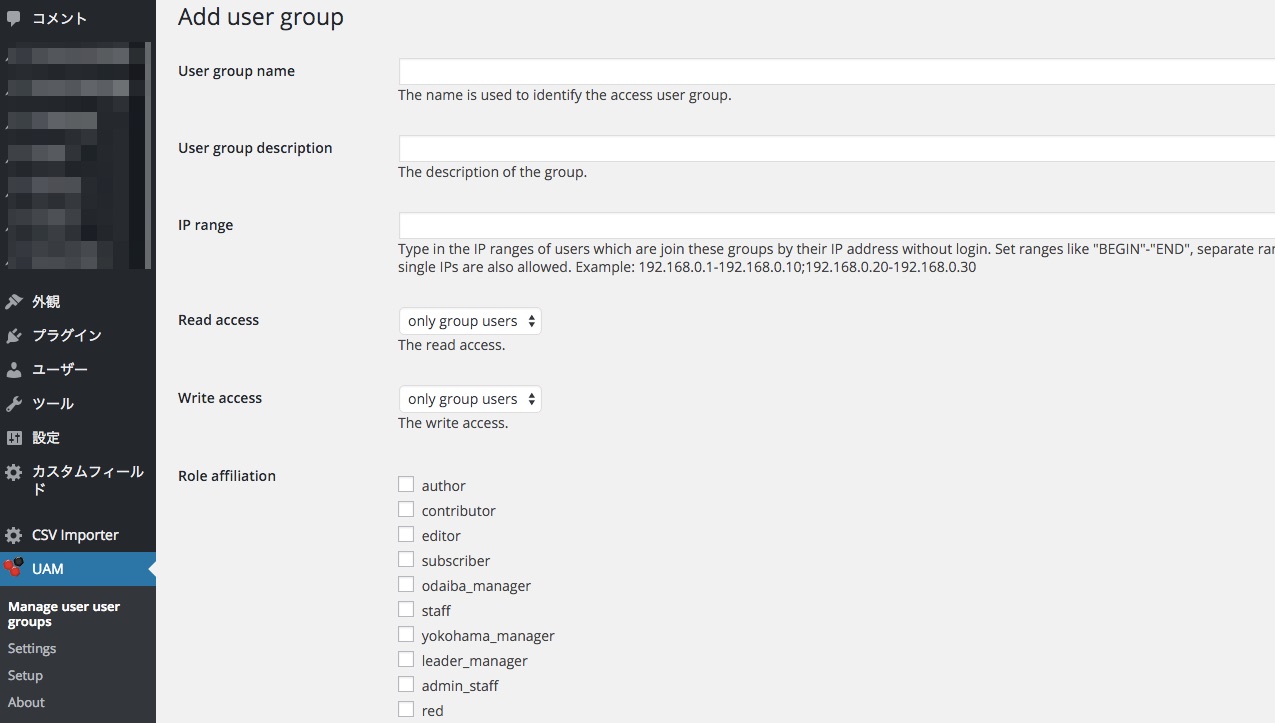 コメント
外観
プラグイン
ユーザー
ツール
設定
カスタムフィール
ド
CSV Importer
UAM
Manage user user
groups
Settings
Setup
About
Add user group
User group name
The name is used to identify the access user group.
User group description
The description of the group.
IP range
Type in the IP ranges of users which are join these groups by their IP address without login. Set ranges like "BEGIN"-"END", separate
single IPs are also allowed. Example: 192.168.0.1-192.168.0.10;192.168.0.20-192.168.0.30
Read access
only group users
The read access.
Write access
only group users
The write access.
Role affiliation
author
contributor
editor
subscriber
odaiba_manager
staff
yokohama_manager
leader_manager
admin_staff
red